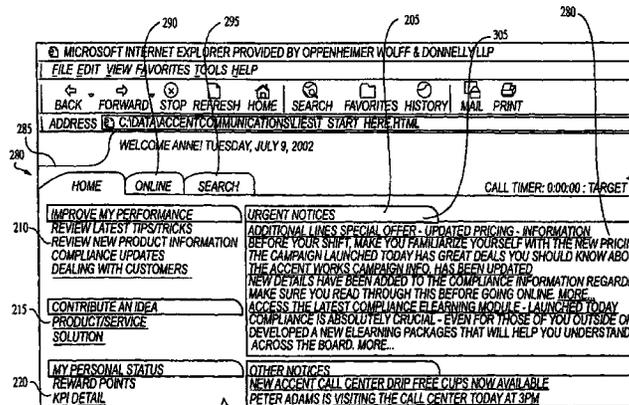 290
295
205
305
280
MICROSOFT INTERNET EXPLORER PROVIDED BY OPPENHEIMER WOLFF & DONNELLY LLP
FILE EDIT VIEW FAVORITES TOOLS HELP
BACK FORWARD STOP REFRESH HOME SEARCH FAVORITES HISTORY MAIL PRINT
ADDRESS C:\DATA\ACCENTCOMMUNICATIONS\LIES\T START HERE.HTML
285
WELCOME ANNE! TUESDAY, JULY 9, 2002
280
HOME ONLINE SEARCH
CALL TIMER: 0:00:00 : TARGET
IMPROVE MY PERFORMANCE
REVIEW LATEST TIPS/TRICKS
210
REVIEW NEW PRODUCT INFORMATION
COMPLIANCE UPDATES
DEALING WITH CUSTOMERS
URGENT NOTICES
ADDITIONAL LINES SPECIAL OFFER - UPDATED PRICING - INFORMATION
BEFORE YOUR SHIFT, MAKE YOU FAMILIARIZE YOURSELF WITH THE NEW PRICI
THE CAMPAIGN LAUNCHED TODAY HAS GREAT DEALS YOU SHOULD KNOW ABO
THE ACCENT WORKS CAMPAIGN INFO. HAS BEEN UPDATED
NEW DETAILS HAVE BEEN ADDED TO THE COMPLIANCE INFORMATION REGARDI
MAKE SURE YOU READ THROUGH THIS BEFORE GOING ONLINE. MORE...
ACCESS THE LATEST COMPLIANCE ELEARNING MODULE - LAUNCHED TODAY
COMPLIANCE IS ABSOLUTELY CRUCIAL - EVEN FOR THOSE OF YOU OUTSIDE OF
DEVELOPED A NEW ELEARNING PACKAGES THAT WILL HELP YOU UNDERSTAND
ACROSS THE BOARD. MORE...
CONTRIBUTE AN IDEA
215
PRODUCT/SERVICE
SOLUTION
MY PERSONAL STATUS
REWARD POINTS
220
KPI DETAIL
OTHER NOTICES
NEW ACCENT CALL CENTER DRIP FREE CUPS NOW AVAILABLE
PETER ADAMS IS VISITING THE CALL CENTER TODAY AT 3PM